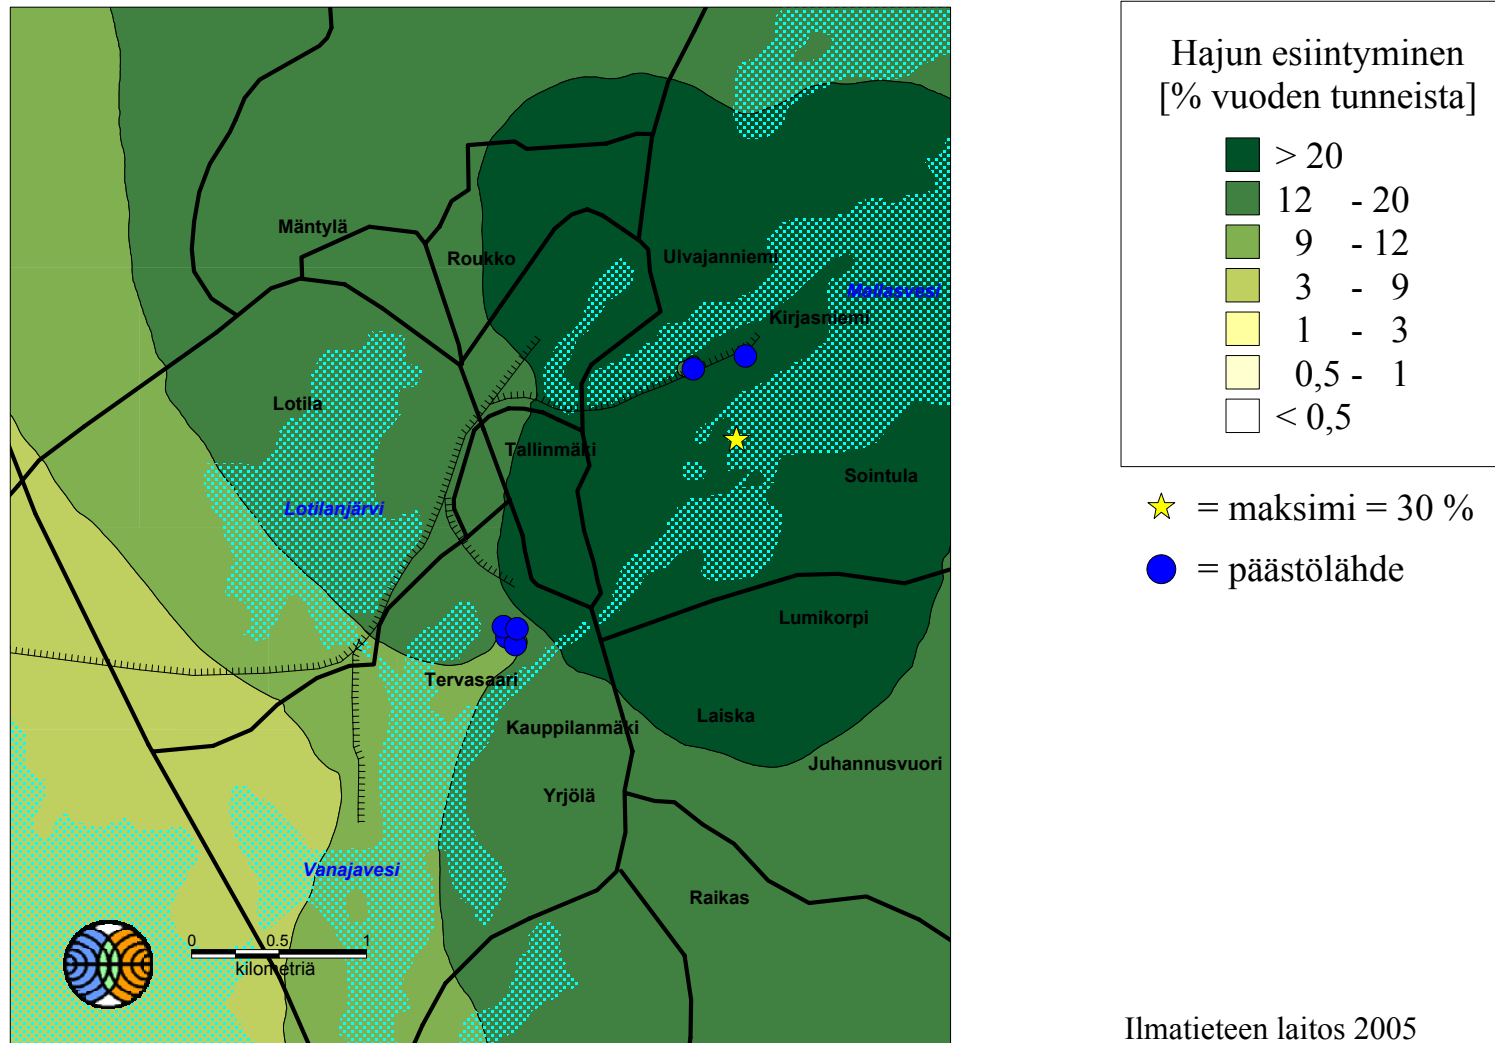 Mäntylä
Roukko
Ulvajanniemi
Mallasvesi
Kirjasniemi
Lotila
Tallinmäki
Sointula
Lotilanjärvi
Lumikorpi
Tervasaari
Laiska
Kauppilanmäki
Juhannusvuori
Yrjölä
Vanajavesi
Raikas
0 0.5 1
kilometriä
Hajun esiintyminen
[% vuoden tunneista]
> 20
12 - 20
9 - 12
3 - 9
1 - 3
0,5 - 1
< 0,5
= maksimi = 30 %
= päästölähde
Ilmatieteen laitos 2005